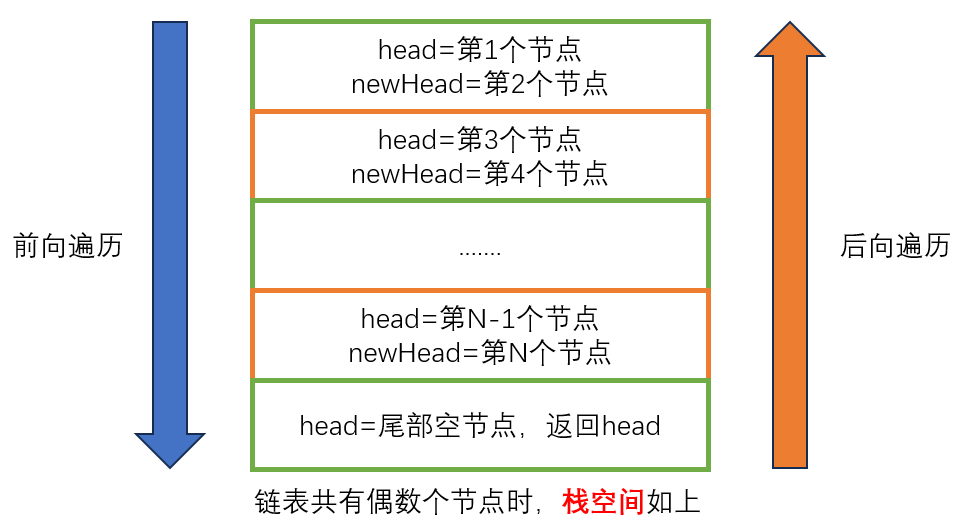 head=第1个节点
newHead=第2个节点
head=第3个节点
newHead=第4个节点
前向遍历
.......
后向遍历
head=第N-1个节点
newHead=第N个节点
head=尾部空节点，返回head
链表共有偶数个节点时，栈空间如上